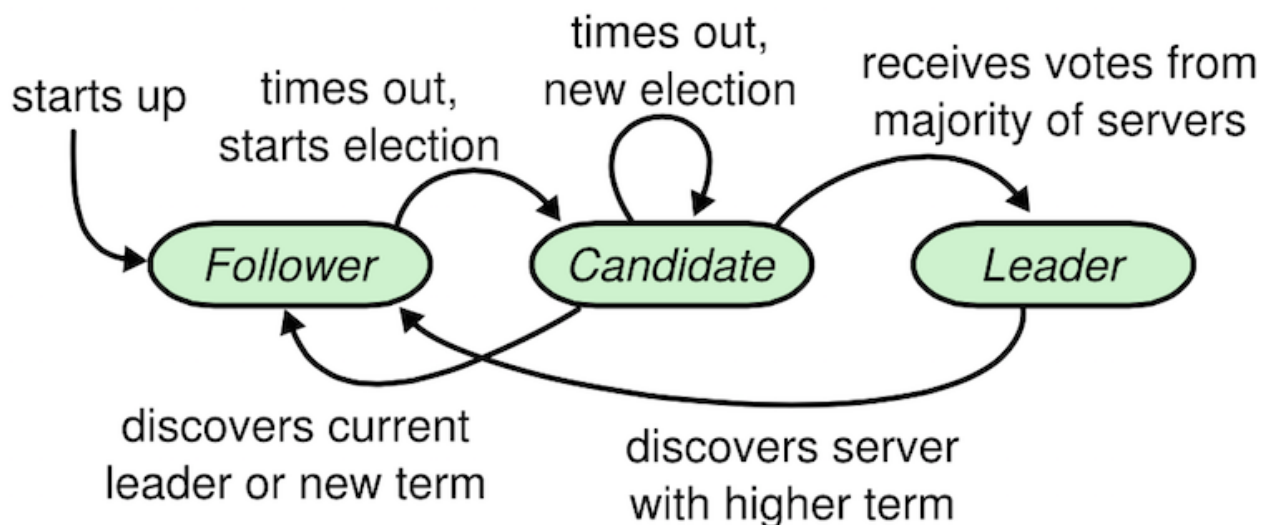 starts up
times out,
starts election
times out,
new election
receives votes from
majority of servers
Follower
Candidate
Leader
discovers current
leader or new term
discovers server
with higher term